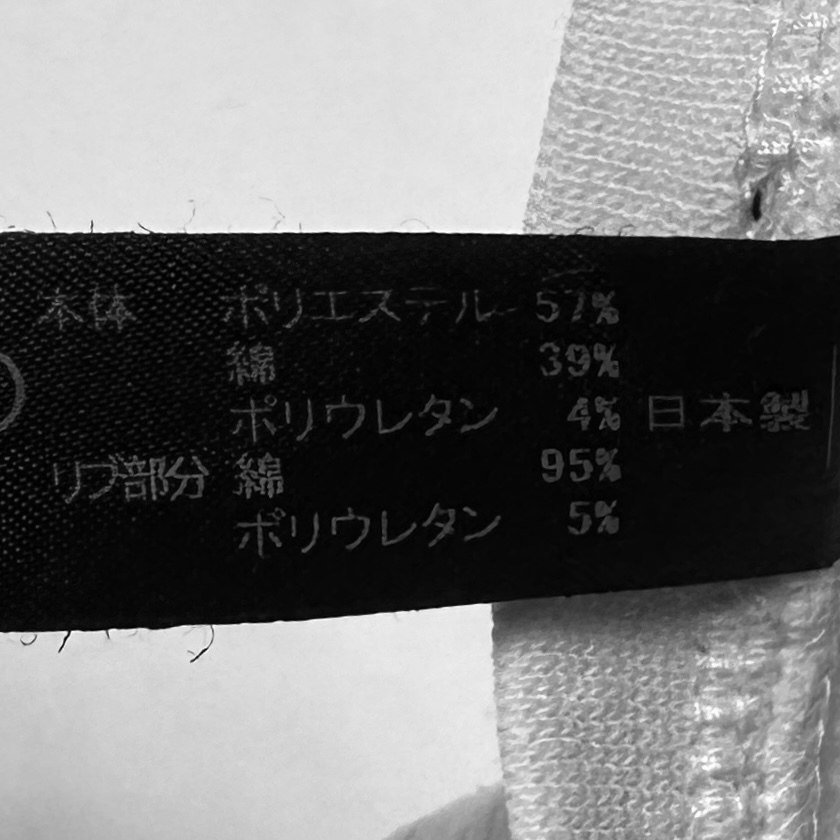 本体 ポリエステル 57%
綿 39%
ポリウレタン 4% 日本製
リブ部分 綿 95%
ポリウレタン 5%